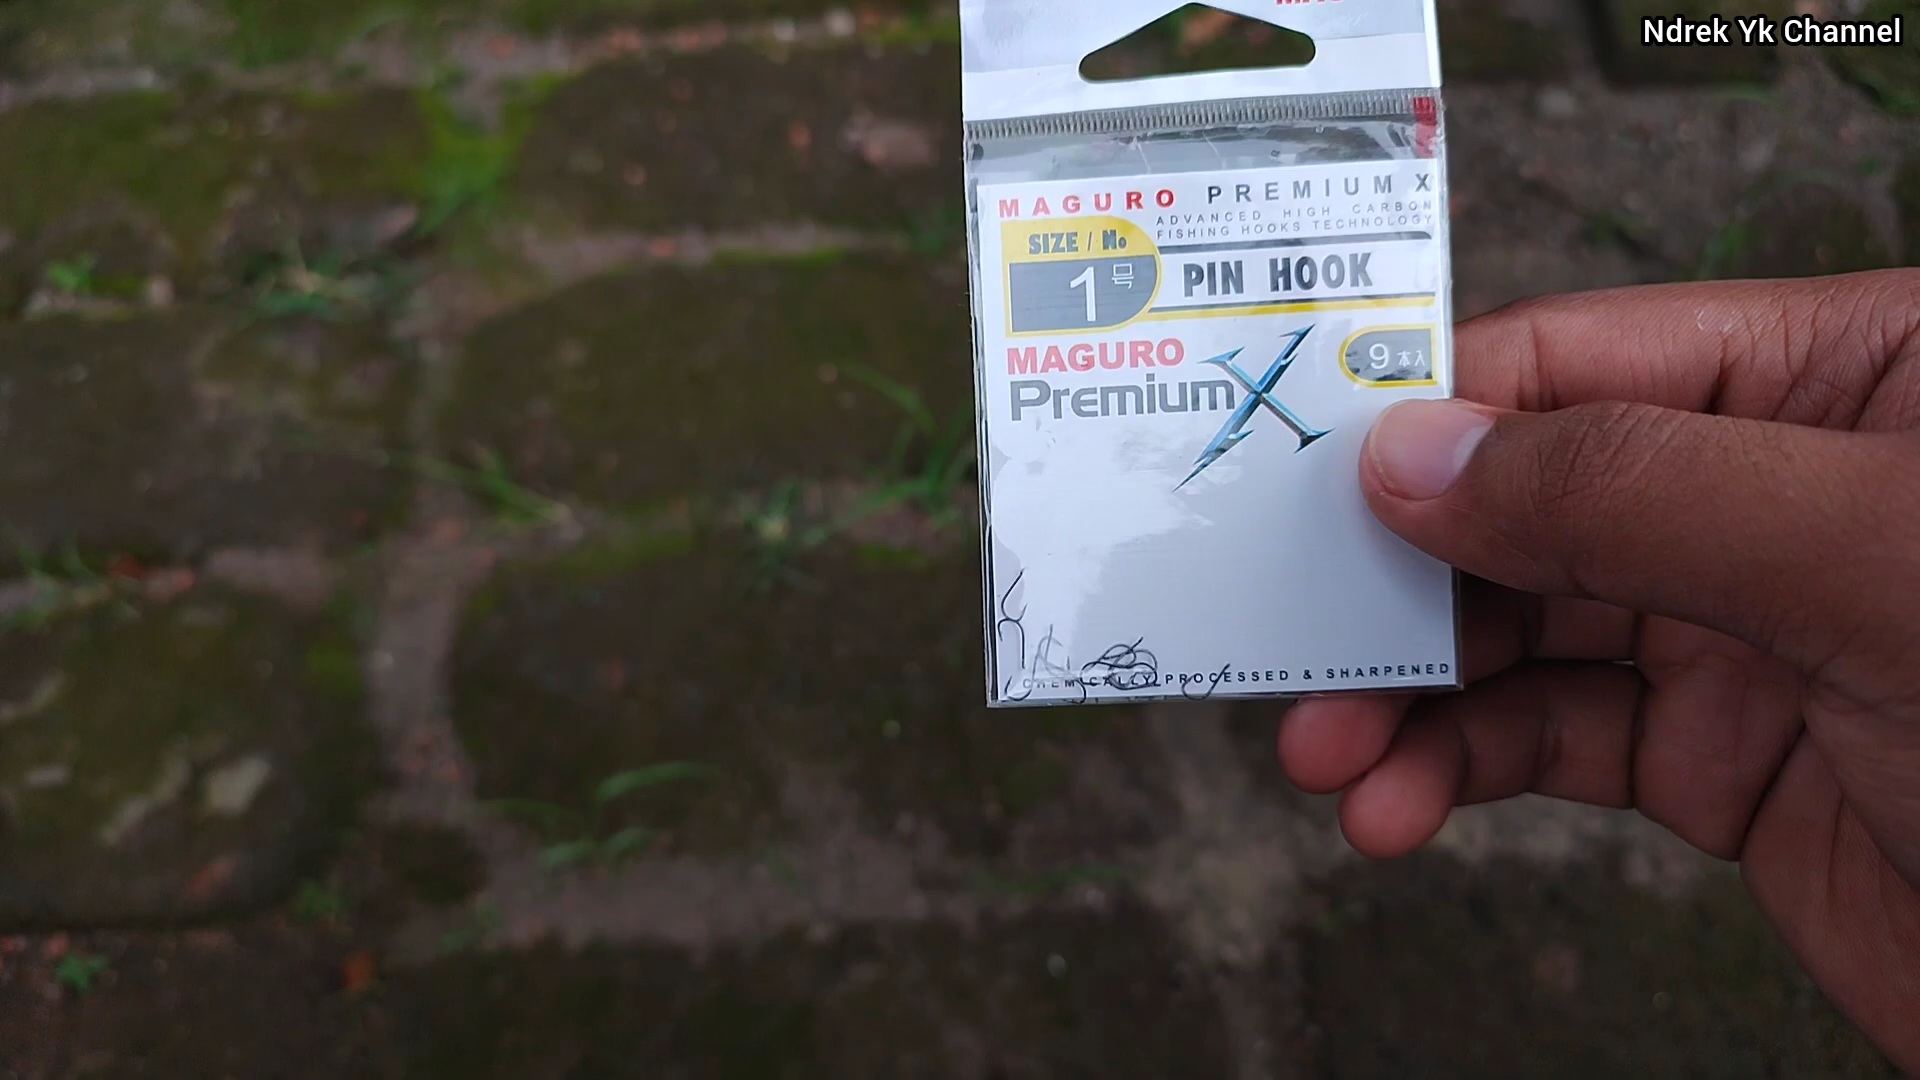 Ndrek Yk Channel
MAGURO PREMIUM X
ADVANCED HIGH CARBON
FISHING HOOKS TECHNOLOGY
SIZE / No
1号
PIN HOOK
MAGURO
PremiumX
9本入
CHEMICALLY PROCESSED & SHARPENED